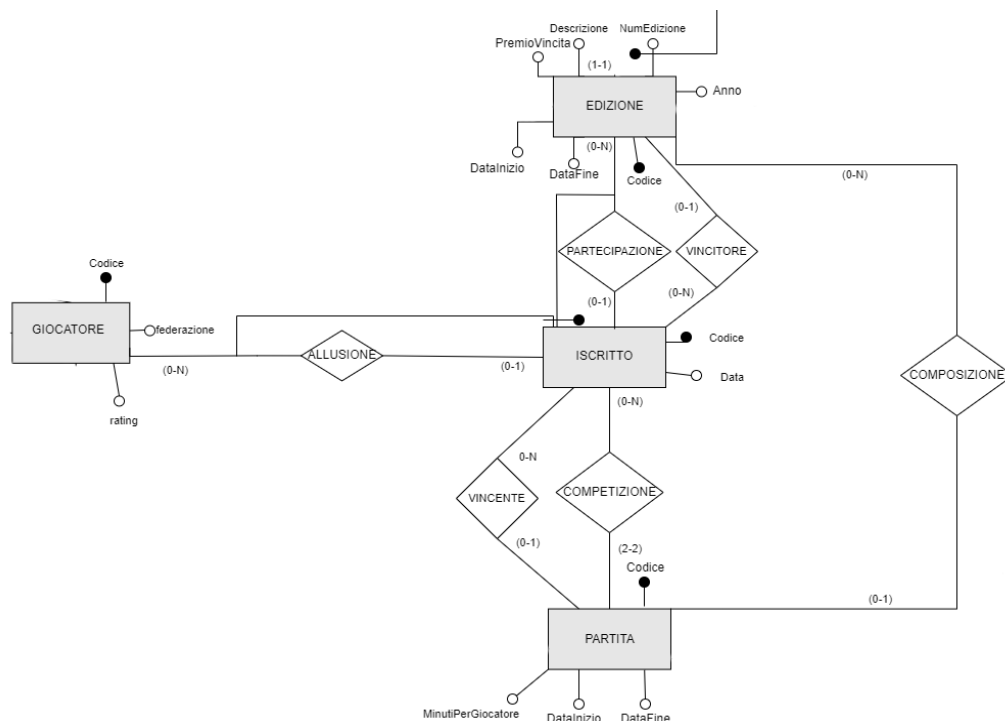 Descrizione
NumEdizione
PremioVincita
(1-1)
Anno
EDIZIONE
(0-N)
DataInizio
DataFine
Codice
(0-N)
(0-1)
PARTECIPAZIONE
VINCITORE
Codice
(0-1)
(0-N)
GIOCATORE
federazione
Codice
ALLUSIONE
ISCRITTO
(0-N)
(0-1)
Data
COMPOSIZIONE
rating
(0-N)
0-N
VINCENTE
COMPETIZIONE
(0-1)
(2-2)
Codice
(0-1)
PARTITA
MinutiPerGiocatore
DataInizio
DataFine